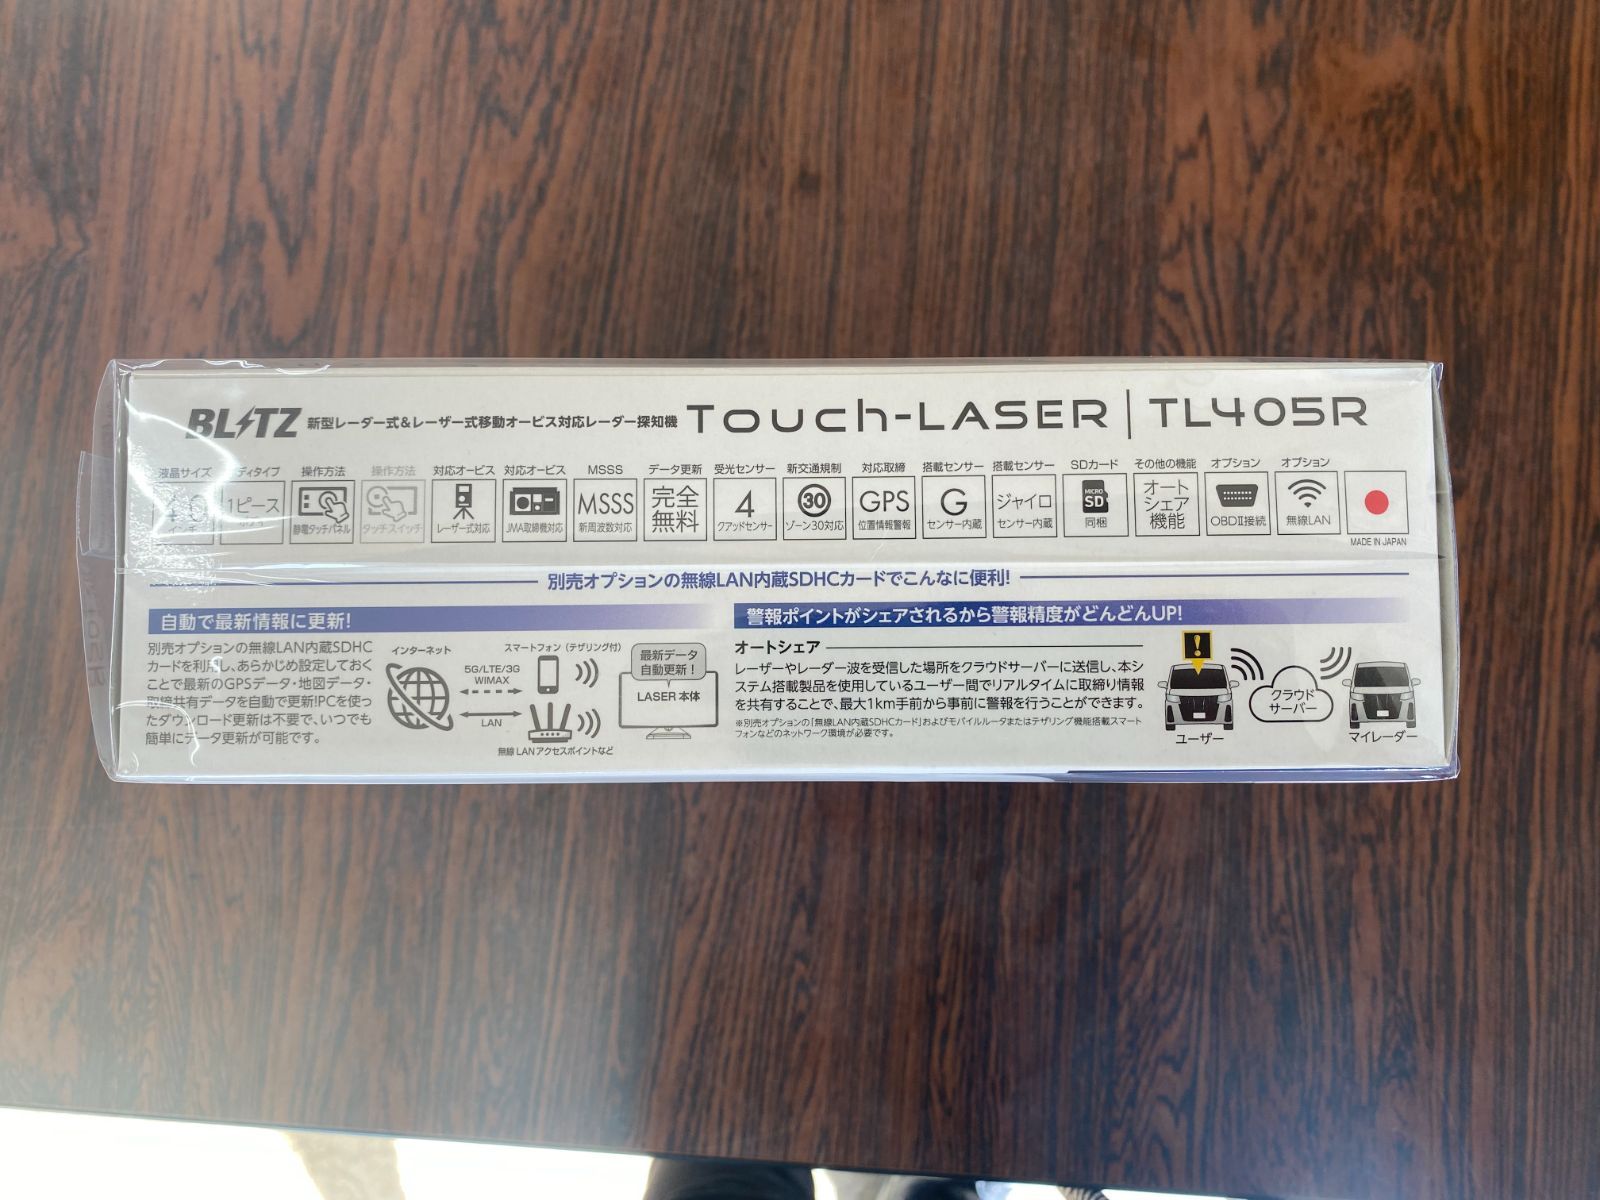 BLITZ 新型レーダー式&レーザー式移動オービス対応レーダー探知機 Touch-LASER | TL405R
液晶サイズ
操作方法 静電タッチパネル
操作方法 タッチスイッチ
対応オービス レーザー式対応
対応オービス JMA取締機対応
MSSS MSSS 新周波数対応
データ更新 完全無料
受光センサー 4 クアッドセンサー
新交通規制 30 ゾーン30対応
対応取締 GPS 位置情報警報
搭載センサー G センサー内蔵
搭載センサー ジャイロ センサー内蔵
SDカード MICRO SD 同梱
その他の機能 オートシェア機能
オプション OBDⅡ接続
オプション 無線LAN
MADE IN JAPAN
別売オプションの無線LAN内蔵SDHCカードでこんなに便利!
自動で最新情報に更新!
別売オプションの無線LAN内蔵SDHC
カードを利用し、あらかじめ設定しておく
ことで最新のGPSデータ・地図データ・
取締共有データを自動で更新!PCを使っ
たダウンロード更新は不要で、いつでも
簡単にデータ更新が可能です。
インターネット
5G/LTE/3G
WIMAX
LAN
スマートフォン(テザリング付)
無線LANアクセスポイントなど
最新データ
自動更新!
LASER 本体
警報ポイントがシェアされるから警報精度がどんどんUP!
オートシェア
レーザーやレーダー波を受信した場所をクラウドサーバーに送信し、本シ
ステム搭載製品を使用しているユーザー間でリアルタイムに取締り情報
を共有することで、最大1km手前から事前に警報を行うことができます。
※別売オプションの「無線LAN内蔵SDHCカード」およびモバイルルータまたはテザリング機能搭載スマート
フォンなどのネットワーク環境が必要です。
!
ユーザー
クラウド
サーバー
マイレーダー